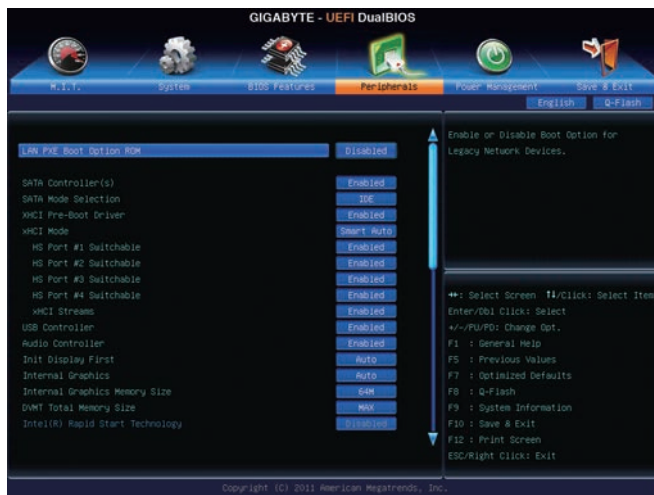 GIGABYTE - UEFI DualBIOS
M.I.T. System BIOS Features Peripherals Power Management Save & Exit
English Q-Flash
LAN PXE Boot Option ROM Disabled
SATA Controller(s) Enabled
SATA Mode Selection IDE
XHCI Pre-Boot Driver Enabled
xHCI Mode Smart Auto
HS Port #1 Switchable Enabled
HS Port #2 Switchable Enabled
HS Port #3 Switchable Enabled
HS Port #4 Switchable Enabled
xHCI Streams Enabled
USB Controller Enabled
Audio Controller Enabled
Init Display First Auto
Internal Graphics Auto
Internal Graphics Memory Size 64M
DVMT Total Memory Size MAX
Intel(R) Rapid Start Technology Disabled
Enable or Disable Boot Option for
Legacy Network Devices.
↔: Select Screen ↑↓/Click: Select Item
Enter/Dbl Click: Select
+/-/PU/PD: Change Opt.
F1 : General Help
F5 : Previous Values
F7 : Optimized Defaults
F8 : Q-Flash
F9 : System Information
F10 : Save & Exit
F12 : Print Screen
ESC/Right Click: Exit
Copyright (C) 2011 American Megatrends, Inc.